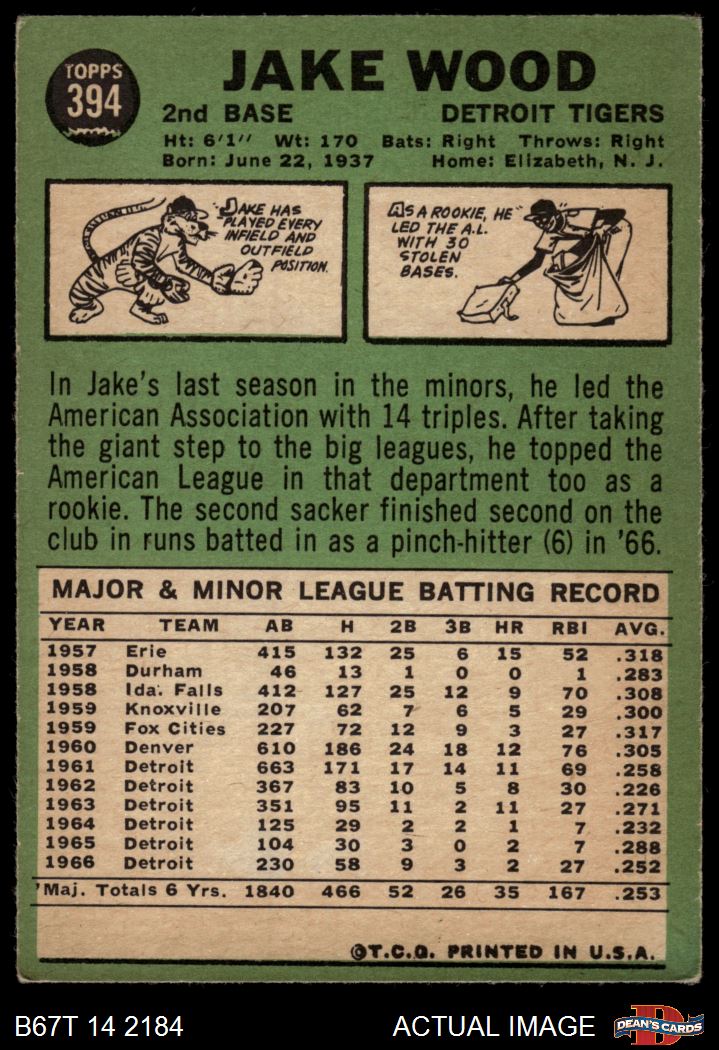 TOPPS
394
JAKE WOOD
2nd BASE DETROIT TIGERS
Ht: 6'1" Wt: 170 Bats: Right Throws: Right
Born: June 22, 1937 Home: Elizabeth, N. J.
JAKE HAS
PLAYED EVERY
INFIELD AND
OUTFIELD
POSITION.
AS A ROOKIE, HE
LED THE A.L.
WITH 30
STOLEN
BASES.
In Jake's last season in the minors, he led the
American Association with 14 triples. After taking
the giant step to the big leagues, he topped the
American League in that department too as a
rookie. The second sacker finished second on the
club in runs batted in as a pinch-hitter (6) in '66.
MAJOR & MINOR LEAGUE BATTING RECORD
YEAR TEAM AB H 2B 3B HR RBI AVG.
1957 Erie 415 132 25 6 15 52 .318
1958 Durham 46 13 1 0 0 1 .283
1958 Ida. Falls 412 127 25 12 9 70 .308
1959 Knoxville 207 62 7 6 5 29 .300
1959 Fox Cities 227 72 12 9 3 27 .317
1960 Denver 610 186 24 18 12 76 .305
1961 Detroit 663 171 17 14 11 69 .258
1962 Detroit 367 83 10 5 8 30 .226
1963 Detroit 351 95 11 2 11 27 .271
1964 Detroit 125 29 2 2 1 7 .232
1965 Detroit 104 30 3 0 2 7 .288
1966 Detroit 230 58 9 3 2 27 .252
Maj. Totals 6 Yrs. 1840 466 52 26 35 167 .253
©T.C.G. PRINTED IN U.S.A.
B67T 14 2184 ACTUAL IMAGE DEAN'S CARDS